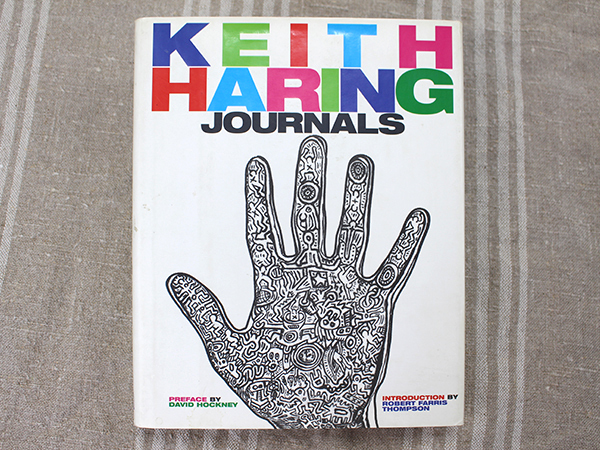 KEITH
HARING
JOURNALS
PREFACE BY
DAVID HOCKNEY
INTRODUCTION BY
ROBERT FARRIS
THOMPSON